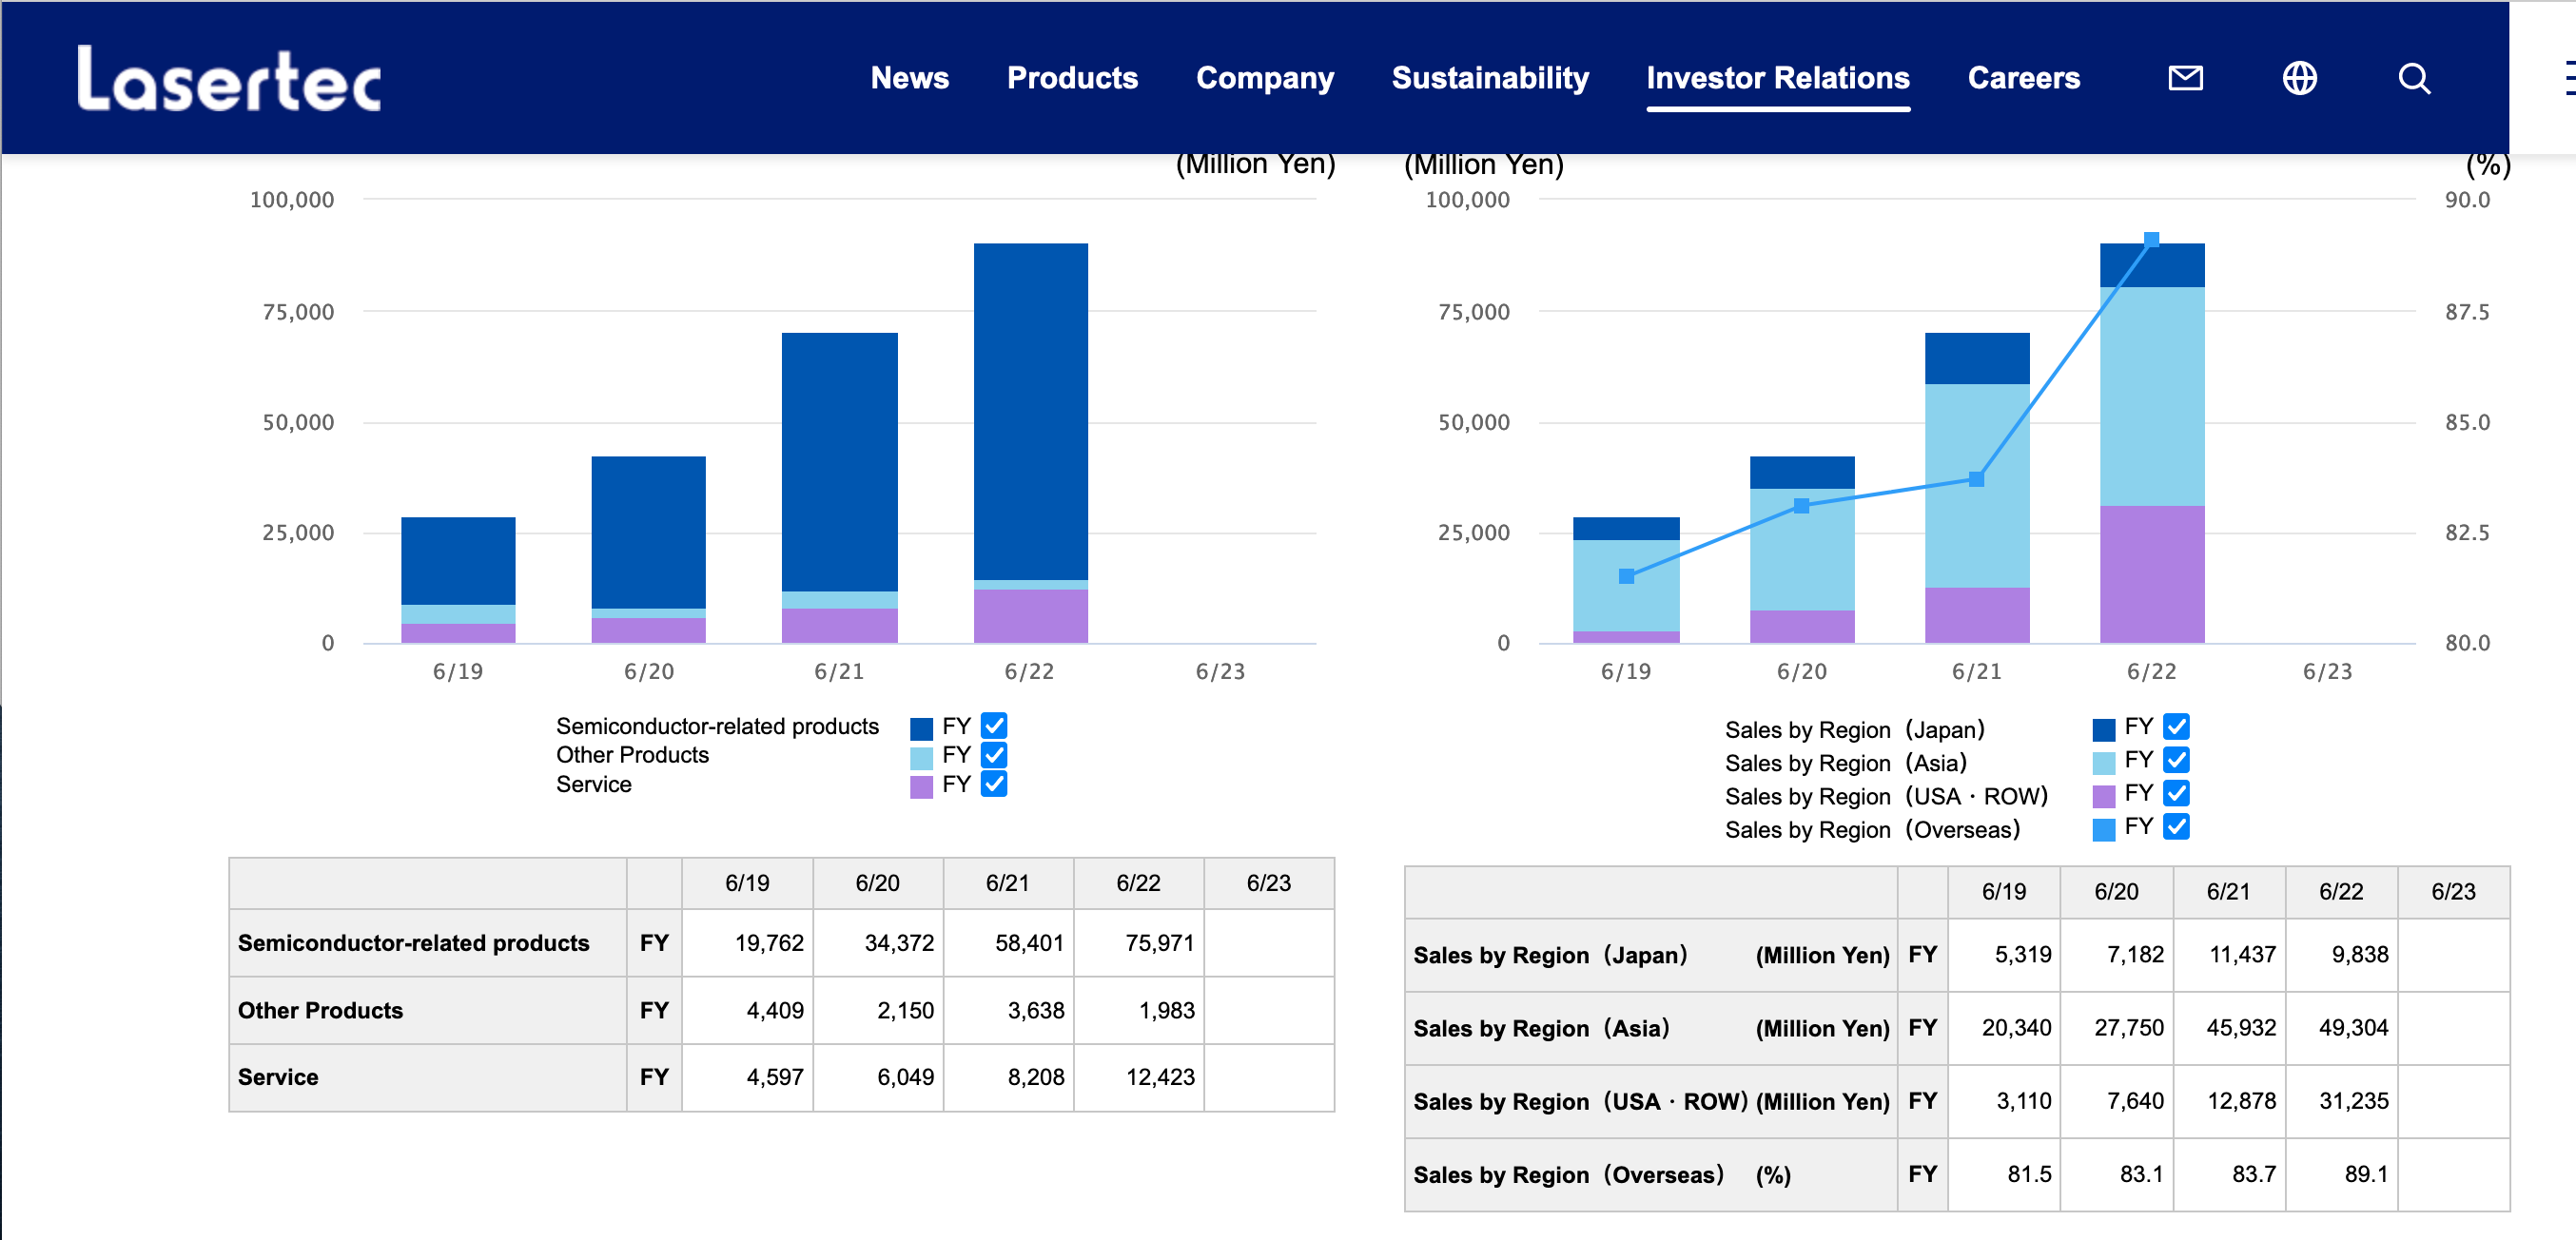 Lasertec
News Products Company Sustainability Investor Relations Careers
(Million Yen)
100,000
75,000
50,000
25,000
0
6/19 6/20 6/21 6/22 6/23
Semiconductor-related products FY
Other Products FY
Service FY
6/19 6/20 6/21 6/22 6/23
Semiconductor-related products FY 19,762 34,372 58,401 75,971
Other Products FY 4,409 2,150 3,638 1,983
Service FY 4,597 6,049 8,208 12,423
(Million Yen) (%)
100,000 90.0
75,000 87.5
50,000 85.0
25,000 82.5
0 80.0
6/19 6/20 6/21 6/22 6/23
Sales by Region（Japan） FY
Sales by Region（Asia） FY
Sales by Region（USA・ROW） FY
Sales by Region（Overseas） FY
6/19 6/20 6/21 6/22 6/23
Sales by Region（Japan） (Million Yen) FY 5,319 7,182 11,437 9,838
Sales by Region（Asia） (Million Yen) FY 20,340 27,750 45,932 49,304
Sales by Region（USA・ROW） (Million Yen) FY 3,110 7,640 12,878 31,235
Sales by Region（Overseas） (%) FY 81.5 83.1 83.7 89.1